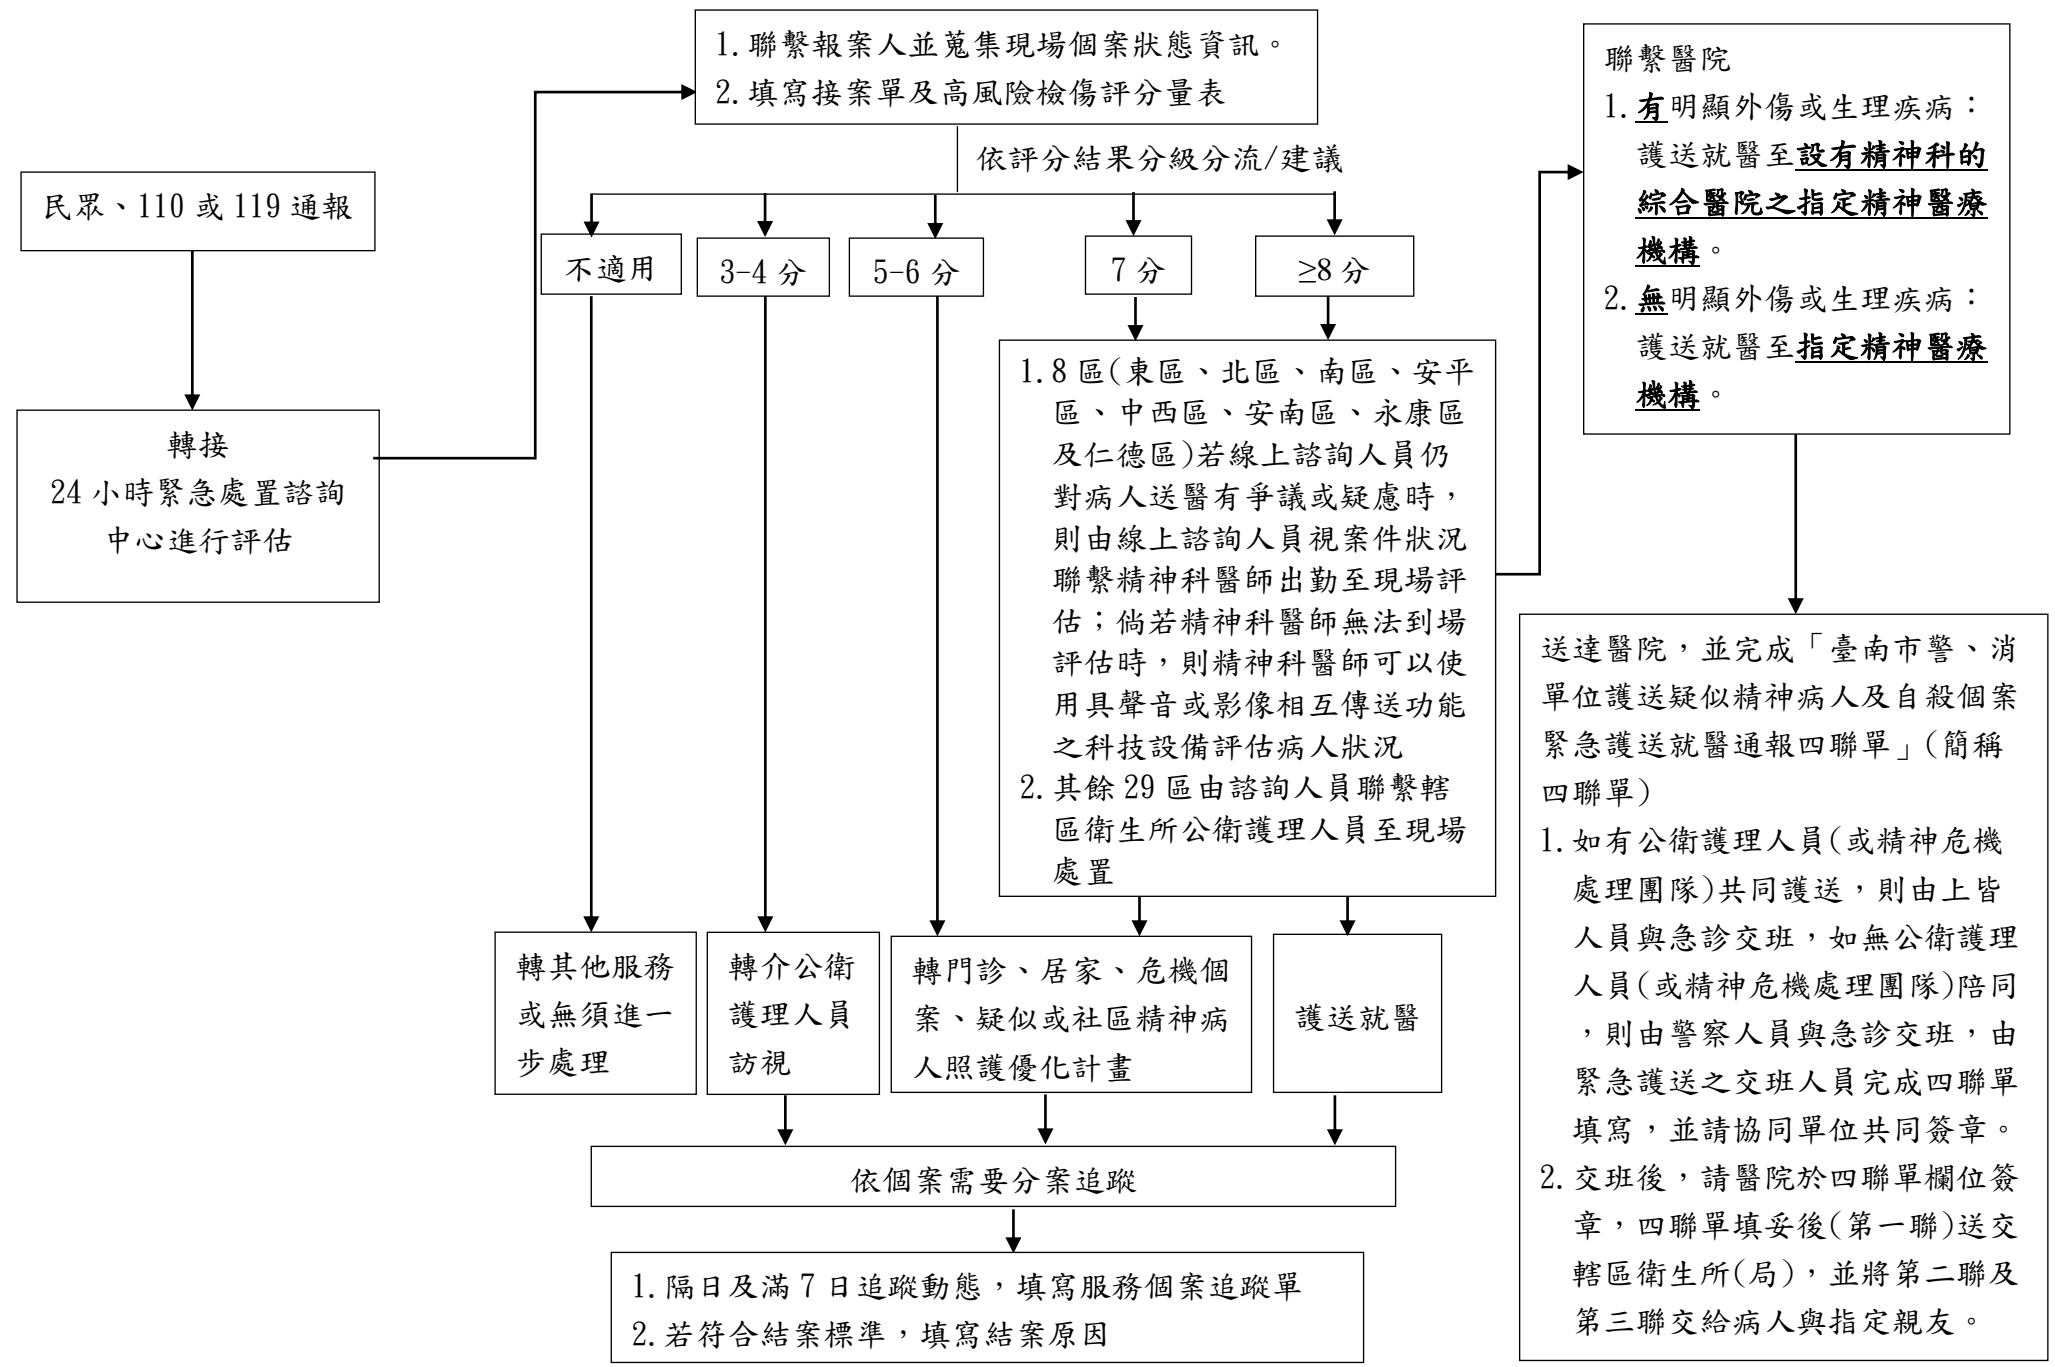 民眾、110 或 119 通報
轉接
24 小時緊急處置諮詢
中心進行評估
1. 聯繫報案人並蒐集現場個案狀態資訊。
2. 填寫接案單及高風險檢傷評分量表
依評分結果分級分流/建議
不適用
3-4 分
5-6 分
7 分
≥8 分
1. 8 區(東區、北區、南區、安平
區、中西區、安南區、永康區
及仁德區)若線上諮詢人員仍
對病人送醫有爭議或疑慮時，
則由線上諮詢人員視案件狀況
聯繫精神科醫師出勤至現場評
估；倘若精神科醫師無法到場
評估時，則精神科醫師可以使
用具聲音或影像相互傳送功能
之科技設備評估病人狀況
2. 其餘 29 區由諮詢人員聯繫轄
區衛生所公衛護理人員至現場
處置
轉其他服務
或無須進一
步處理
轉介公衛
護理人員
訪視
轉門診、居家、危機個
案、疑似或社區精神病
人照護優化計畫
護送就醫
依個案需要分案追蹤
1. 隔日及滿 7 日追蹤動態，填寫服務個案追蹤單
2. 若符合結案標準，填寫結案原因
聯繫醫院
1. 有明顯外傷或生理疾病：
護送就醫至設有精神科的
綜合醫院之指定精神醫療
機構。
2. 無明顯外傷或生理疾病：
護送就醫至指定精神醫療
機構。
送達醫院，並完成「臺南市警、消
單位護送疑似精神病人及自殺個案
緊急護送就醫通報四聯單」(簡稱
四聯單)
1. 如有公衛護理人員(或精神危機
處理團隊)共同護送，則由上皆
人員與急診交班，如無公衛護理
人員(或精神危機處理團隊)陪同
，則由警察人員與急診交班，由
緊急護送之交班人員完成四聯單
填寫，並請協同單位共同簽章。
2. 交班後，請醫院於四聯單欄位簽
章，四聯單填妥後(第一聯)送交
轄區衛生所(局)，並將第二聯及
第三聯交給病人與指定親友。